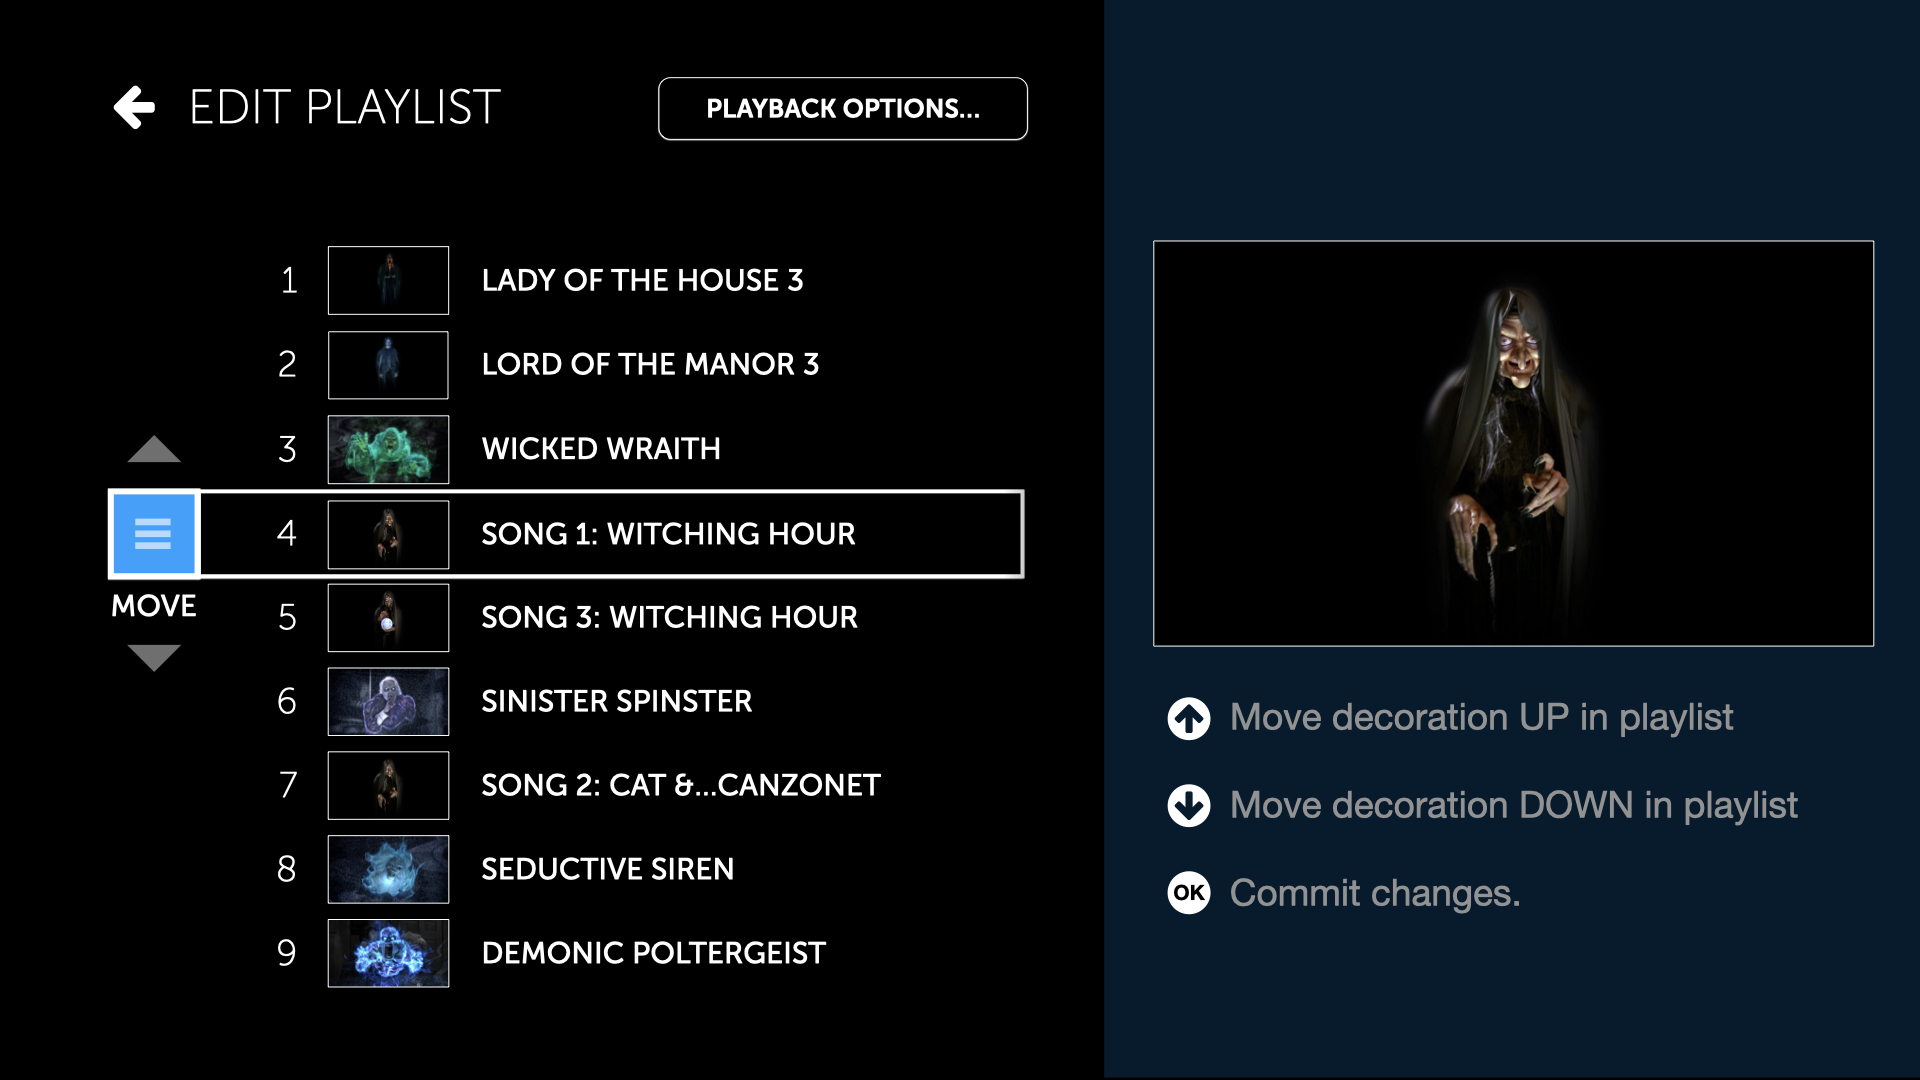 EDIT PLAYLIST
PLAYBACK OPTIONS...
1 LADY OF THE HOUSE 3
2 LORD OF THE MANOR 3
3 WICKED WRAITH
4 SONG 1: WITCHING HOUR
MOVE
5 SONG 3: WITCHING HOUR
6 SINISTER SPINSTER
7 SONG 2: CAT &...CANZONET
8 SEDUCTIVE SIREN
9 DEMONIC POLTERGEIST
Move decoration UP in playlist
Move decoration DOWN in playlist
OK Commit changes.